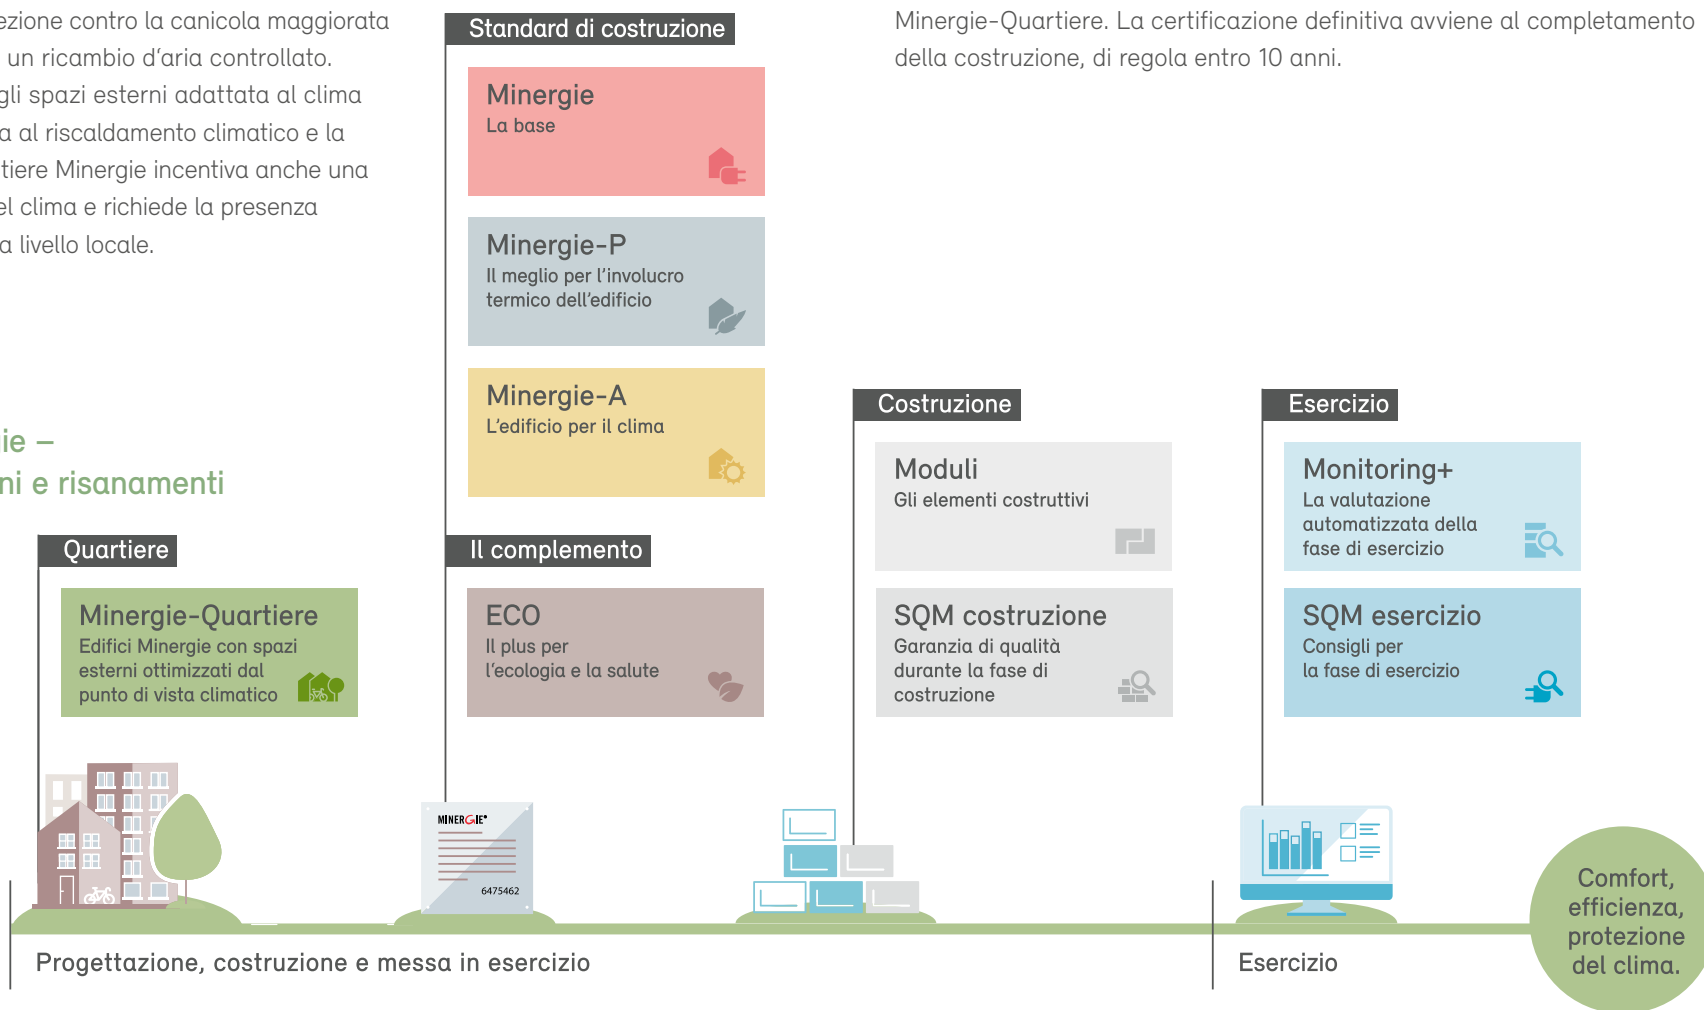 ezione contro la canicola maggiorata
un ricambio d'aria controllato.
gli spazi esterni adattata al clima
a al riscaldamento climatico e la
tiere Minergie incentiva anche una
el clima e richiede la presenza
a livello locale.
Minergie-Quartiere. La certificazione definitiva avviene al completamento
della costruzione, di regola entro 10 anni.
ie –
ni e risanamenti
Quartiere
Minergie-Quartiere
Edifici Minergie con spazi
esterni ottimizzati dal
punto di vista climatico
Standard di costruzione
Minergie
La base
Minergie-P
Il meglio per l'involucro
termico dell'edificio
Minergie-A
L'edificio per il clima
Il complemento
ECO
Il plus per
l'ecologia e la salute
Costruzione
Moduli
Gli elementi costruttivi
SQM costruzione
Garanzia di qualità
durante la fase di
costruzione
Esercizio
Monitoring+
La valutazione
automatizzata della
fase di esercizio
SQM esercizio
Consigli per
la fase di esercizio
MINERGIE®
6475462
Progettazione, costruzione e messa in esercizio
Esercizio
Comfort,
efficienza,
protezione
del clima.